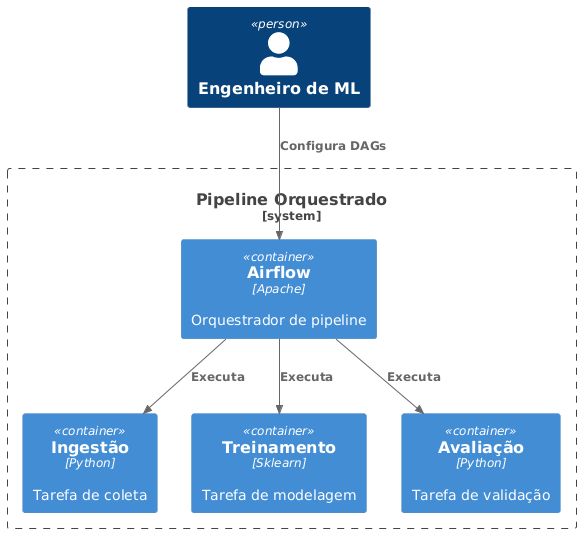 «person»
Engenheiro de ML
Configura DAGs
Pipeline Orquestrado
[system]
«container»
Airflow
[Apache]
Orquestrador de pipeline
Executa
Executa
Executa
«container»
Ingestão
[Python]
Tarefa de coleta
«container»
Treinamento
[Sklearn]
Tarefa de modelagem
«container»
Avaliação
[Python]
Tarefa de validação